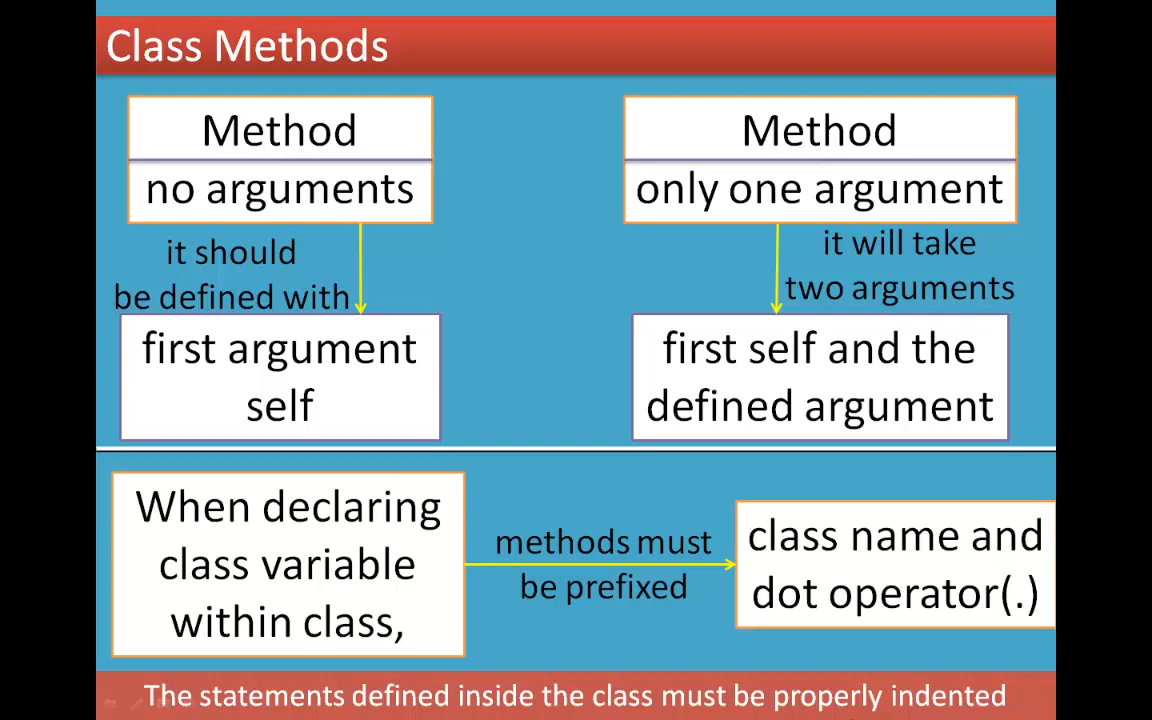 Class Methods
Method
no arguments
it should
be defined with
first argument
self
Method
only one argument
it will take
two arguments
first self and the
defined argument
When declaring
class variable
within class,
methods must
be prefixed
class name and
dot operator(.)
The statements defined inside the class must be properly indented